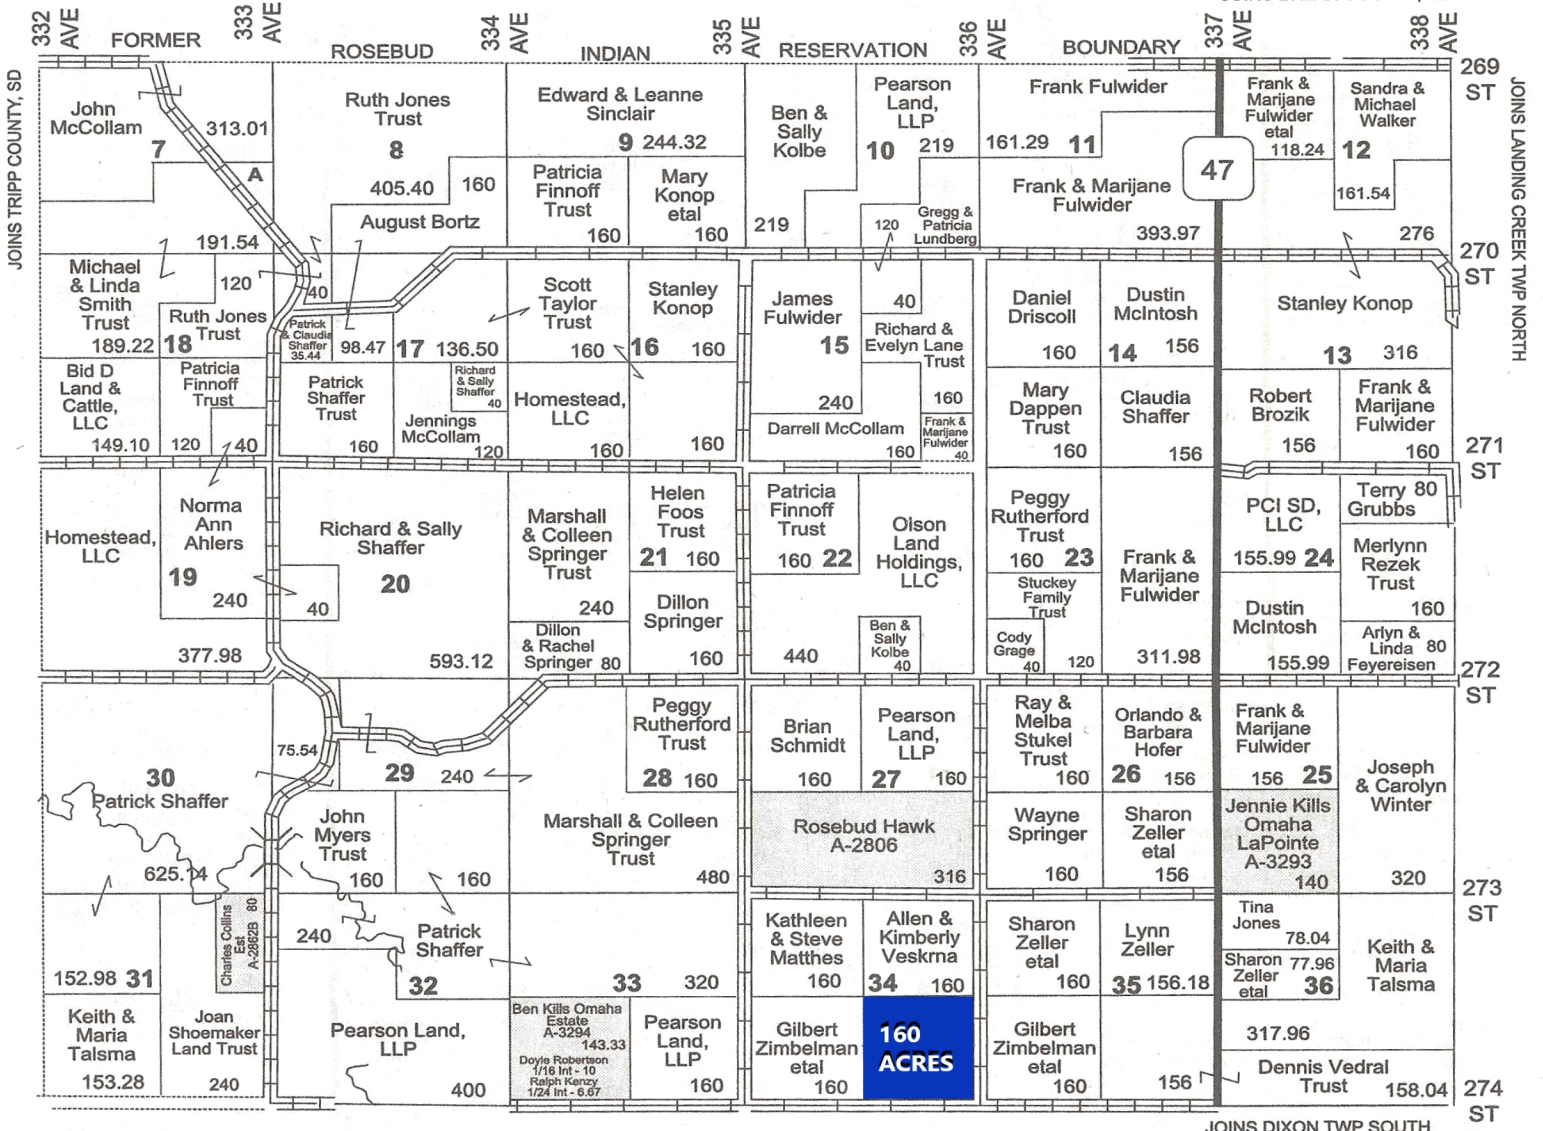 332 AVE
333 AVE
334 AVE
335 AVE
336 AVE
337 AVE
338 AVE
FORMER ROSEBUD INDIAN RESERVATION BOUNDARY
JOINS TRIPP COUNTY, SD
JOINS LANDING CREEK TWP NORTH
269 ST
270 ST
271 ST
272 ST
273 ST
274 ST
John
McCollam
7
313.01
A
191.54
Ruth Jones
Trust
8
405.40
160
August Bortz
Edward & Leanne
Sinclair
9 244.32
Patricia
Finnoff
Trust
160
Mary
Konop
etal
160
Ben &
Sally
Kolbe
219
Pearson
Land,
LLP
10 219
120
Gregg &
Patricia
Lundberg
Frank Fulwider
161.29 11
Frank & Marijane
Fulwider
393.97
47
Frank &
Marijane
Fulwider
etal
118.24
Sandra &
Michael
Walker
12
161.54
276
Michael
& Linda
Smith
Trust
189.22
120
Ruth Jones
Trust
18
40
Patrick
& Claudia
Shaffer
35.44
98.47
17 136.50
Scott
Taylor
Trust
160
Stanley
Konop
16 160
James
Fulwider
15
240
40
Richard &
Evelyn Lane
Trust
160
Daniel
Driscoll
160
Dustin
McIntosh
14 156
Stanley Konop
13 316
Bid D
Land &
Cattle,
LLC
149.10
Patricia
Finnoff
Trust
120
40
Patrick
Shaffer
Trust
160
Richard
& Sally
Shaffer
40
Jennings
McCollam
120
Homestead,
LLC
160
160
Darrell McCollam
160
Frank &
Marijane
Fulwider
40
Mary
Dappen
Trust
160
Claudia
Shaffer
156
Robert
Brozik
156
Frank &
Marijane
Fulwider
160
Homestead,
LLC
377.98
Norma
Ann
Ahlers
19
240
Richard & Sally
Shaffer
20
40
593.12
Marshall
& Colleen
Springer
Trust
240
Dillon
& Rachel
Springer 80
Helen
Foos
Trust
21 160
Dillon
Springer
160
Patricia
Finnoff
Trust
160 22
Olson
Land
Holdings,
LLC
440
Ben &
Sally
Kolbe
40
Peggy
Rutherford
Trust
160 23
Stuckey
Family
Trust
Cody
Grage
40
120
Frank &
Marijane
Fulwider
311.98
PCI SD,
LLC
155.99 24
Dustin
McIntosh
155.99
Terry 80
Grubbs
Merlynn
Rezek
Trust
160
Arlyn &
Linda 80
Feyereisen
30
Patrick Shaffer
625.14
75.54
29 240
John
Myers
Trust
160
160
Peggy
Rutherford
Trust
28 160
Marshall & Colleen
Springer
Trust
480
Brian
Schmidt
160
Pearson
Land,
LLP
27 160
Rosebud Hawk
A-2806
316
Ray &
Melba
Stukel
Trust
160
Orlando &
Barbara
Hofer
26 156
Wayne
Springer
160
Sharon
Zeller
etal
156
Frank &
Marijane
Fulwider
156 25
Jennie Kills
Omaha
LaPointe
A-3293
140
Joseph
& Carolyn
Winter
320
152.98 31
Charles Collins
Est
A-2862B 80
240
Patrick
Shaffer
32
33 320
Kathleen
& Steve
Matthes
160
Allen &
Kimberly
Veskrna
34 160
Sharon
Zeller
etal
160
Lynn
Zeller
35 156.18
Tina
Jones
78.04
Sharon 77.96
Zeller
etal 36
Keith &
Maria
Talsma
317.96
Keith &
Maria
Talsma
153.28
Joan
Shoemaker
Land Trust
240
Pearson Land,
LLP
400
Ben Kills Omaha
Estate
A-3294
143.33
Doyle Robertson
1/16 Int - 10
Ralph Kenzy
1/24 Int - 6.67
Pearson
Land,
LLP
160
Gilbert
Zimbelman
etal
160
160
ACRES
Gilbert
Zimbelman
etal
160
156
Dennis Vedral
Trust
158.04
JOINS DIXON TWP SOUTH